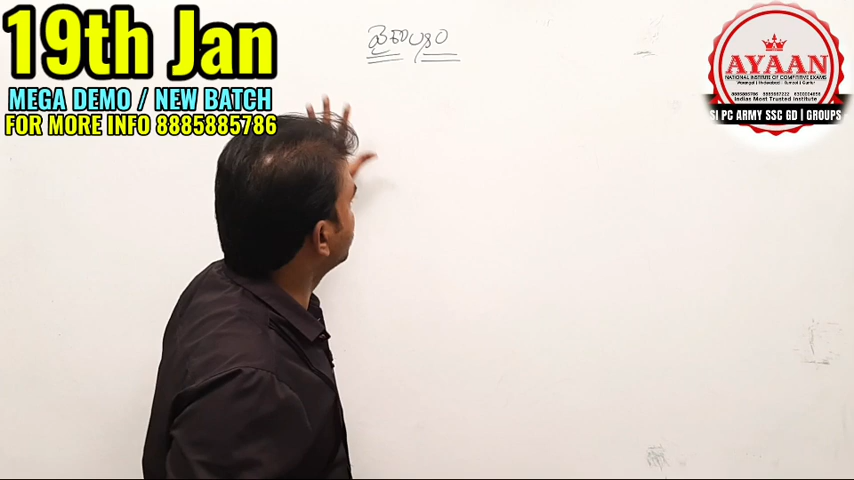 19th Jan
MEGA DEMO / NEW BATCH
FOR MORE INFO 8885885786
AYAAN
NATIONAL INSTITUTE OF COMPETITIVE EXAMS
Indias Most Trusted Institute
SI PC ARMY SSC GD | GROUPS